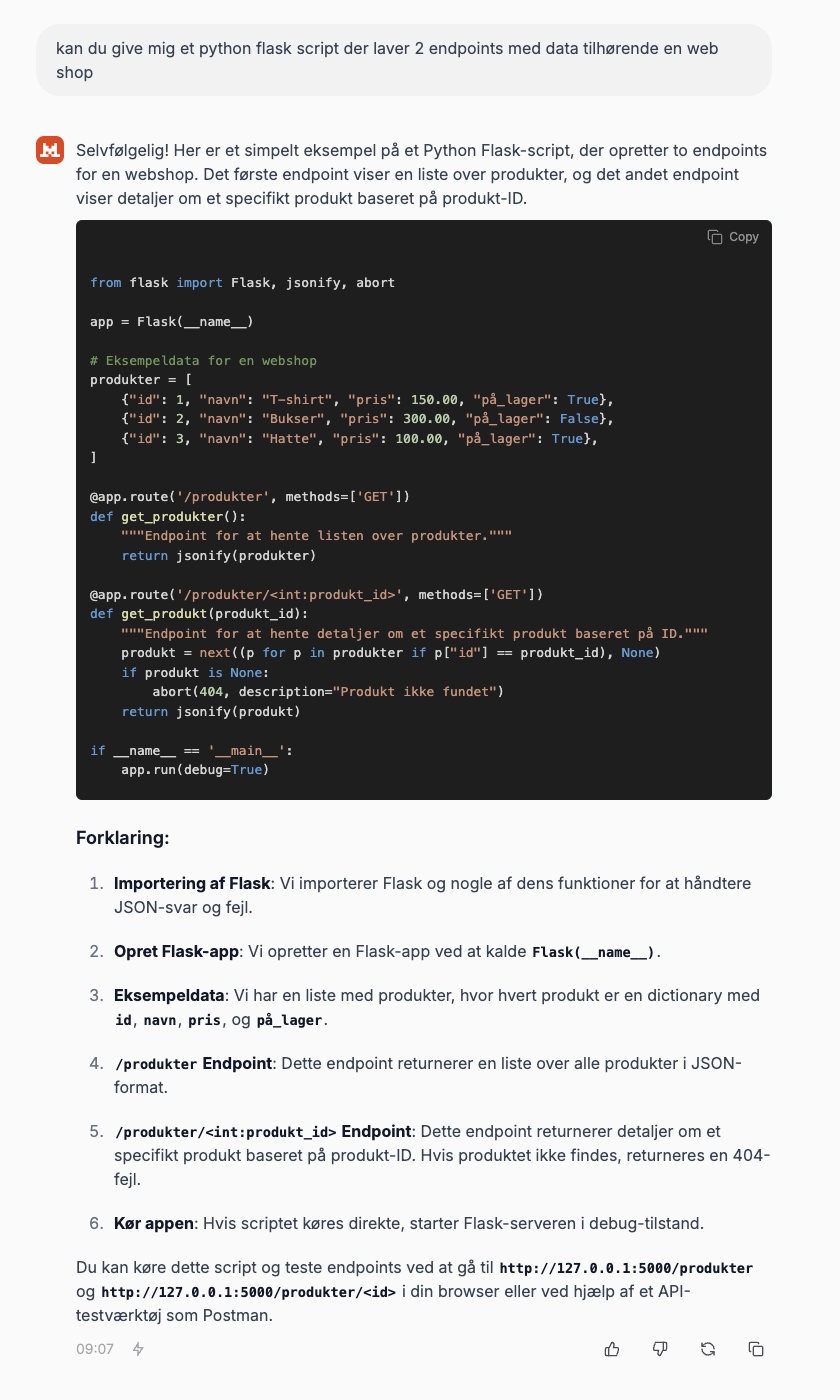 kan du give mig et python flask script der laver 2 endpoints med data tilhørende en web
shop
Selvfølgelig! Her er et simpelt eksempel på et Python Flask-script, der opretter to endpoints
for en webshop. Det første endpoint viser en liste over produkter, og det andet endpoint
viser detaljer om et specifikt produkt baseret på produkt-ID.
Copy
from flask import Flask, jsonify, abort
app = Flask(__name__)
# Eksempeldata for en webshop
produkter = [
    {"id": 1, "navn": "T-shirt", "pris": 150.00, "på_lager": True},
    {"id": 2, "navn": "Bukser", "pris": 300.00, "på_lager": False},
    {"id": 3, "navn": "Hatte", "pris": 100.00, "på_lager": True},
]
@app.route('/produkter', methods=['GET'])
def get_produkter():
    """Endpoint for at hente listen over produkter."""
    return jsonify(produkter)
@app.route('/produkter/<int:produkt_id>', methods=['GET'])
def get_produkt(produkt_id):
    """Endpoint for at hente detaljer om et specifikt produkt baseret på ID."""
    produkt = next((p for p in produkter if p["id"] == produkt_id), None)
    if produkt is None:
        abort(404, description="Produkt ikke fundet")
    return jsonify(produkt)
if __name__ == '__main__':
    app.run(debug=True)
Forklaring:
1. Importering af Flask: Vi importerer Flask og nogle af dens funktioner for at håndtere
JSON-svar og fejl.
2. Opret Flask-app: Vi opretter en Flask-app ved at kalde Flask(__name__).
3. Eksempeldata: Vi har en liste med produkter, hvor hvert produkt er en dictionary med
id, navn, pris, og på_lager.
4. /produkter Endpoint: Dette endpoint returnerer en liste over alle produkter i JSON-
format.
5. /produkter/<int:produkt_id> Endpoint: Dette endpoint returnerer detaljer om et
specifikt produkt baseret på produkt-ID. Hvis produktet ikke findes, returneres en 404-
fejl.
6. Kør appen: Hvis scriptet køres direkte, starter Flask-serveren i debug-tilstand.
Du kan køre dette script og teste endpoints ved at gå til http://127.0.0.1:5000/produkter
og http://127.0.0.1:5000/produkter/<id> i din browser eller ved hjælp af et API-
testværktøj som Postman.
09:07